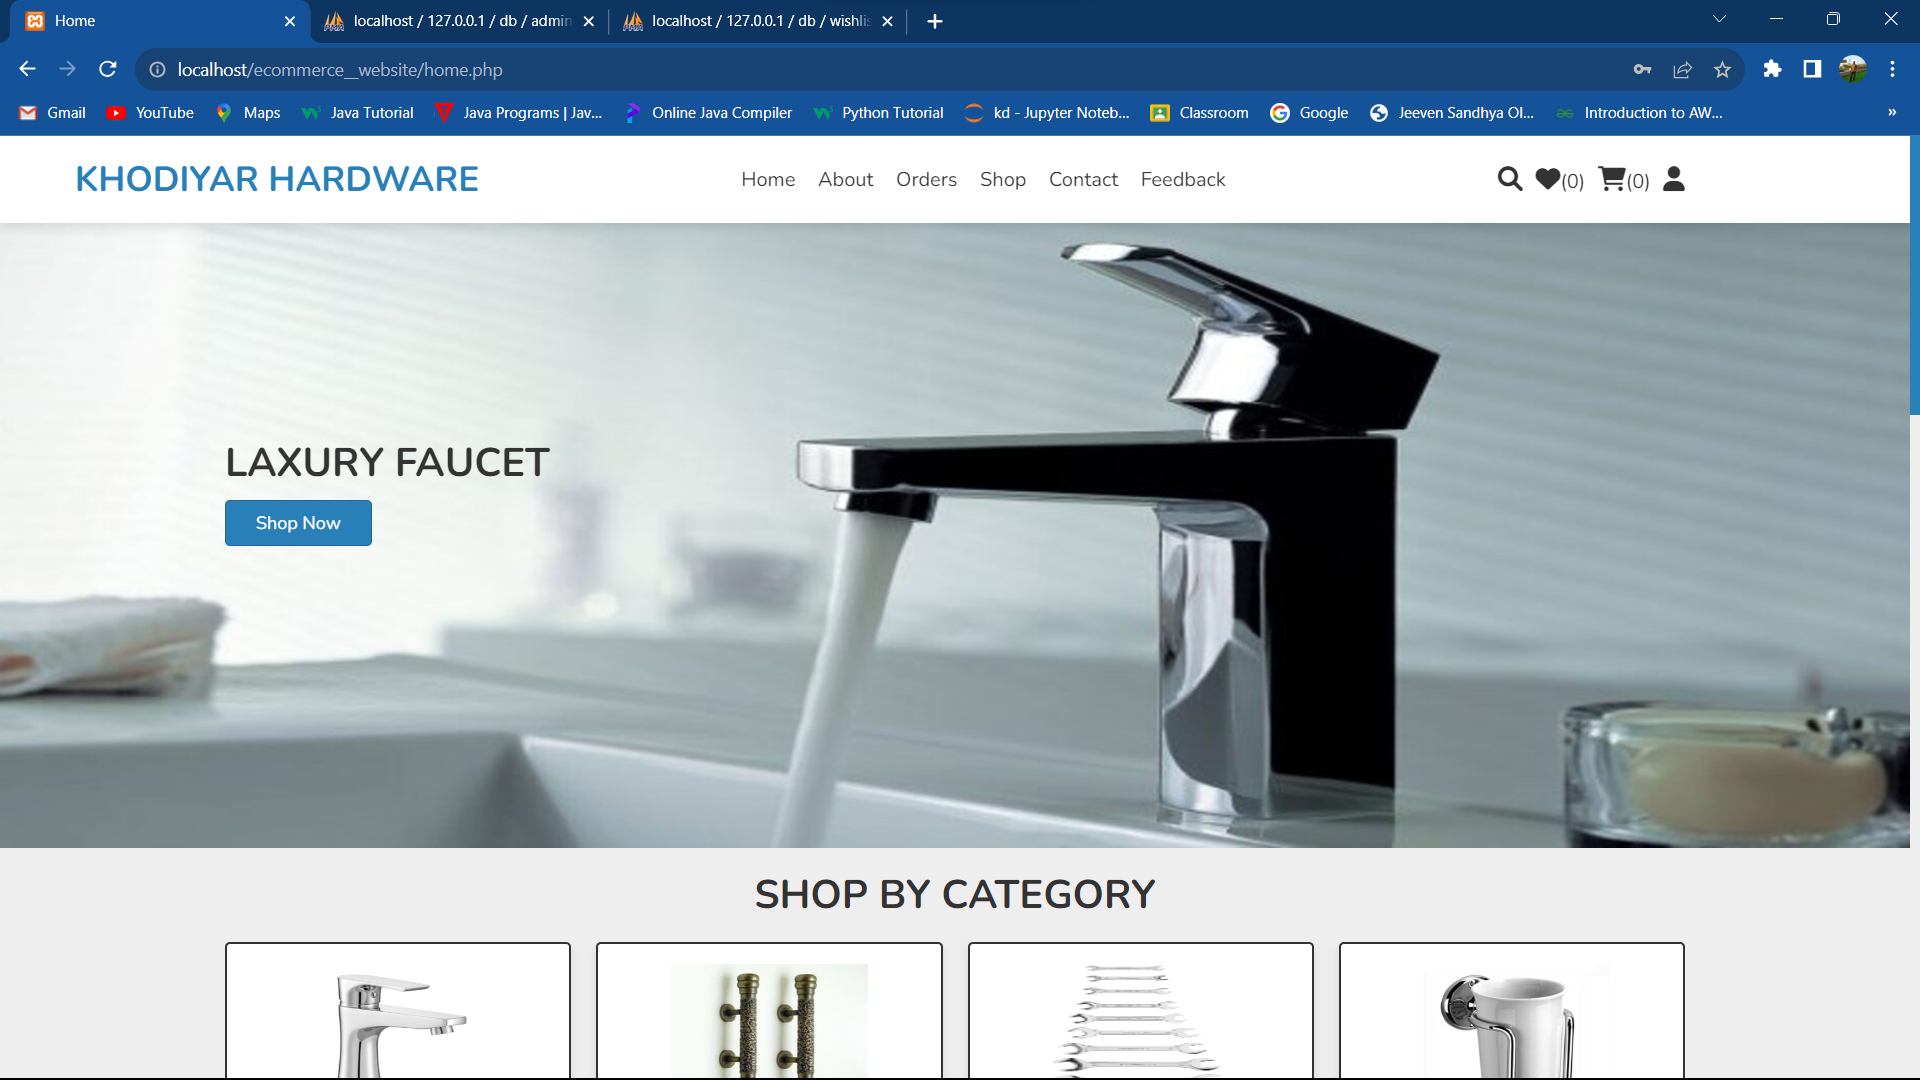 Home
localhost / 127.0.0.1 / db / admin
localhost / 127.0.0.1 / db / wishlis
localhost/ecommerce__website/home.php
Gmail YouTube Maps Java Tutorial Java Programs | Jav... Online Java Compiler Python Tutorial kd - Jupyter Noteb... Classroom Google Jeeven Sandhya Ol... Introduction to AW... »
KHODIYAR HARDWARE
Home About Orders Shop Contact Feedback
(0) (0)
LAXURY FAUCET
Shop Now
SHOP BY CATEGORY